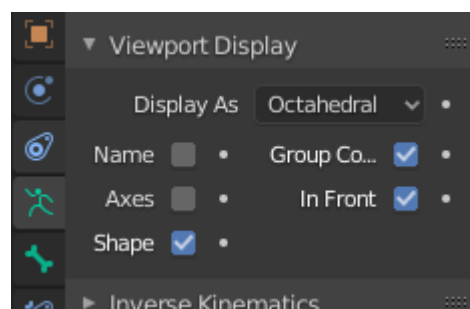 Viewport Display
Display As Octahedral
Name Group Co...
Axes In Front
Shape
Inverse Kinematics